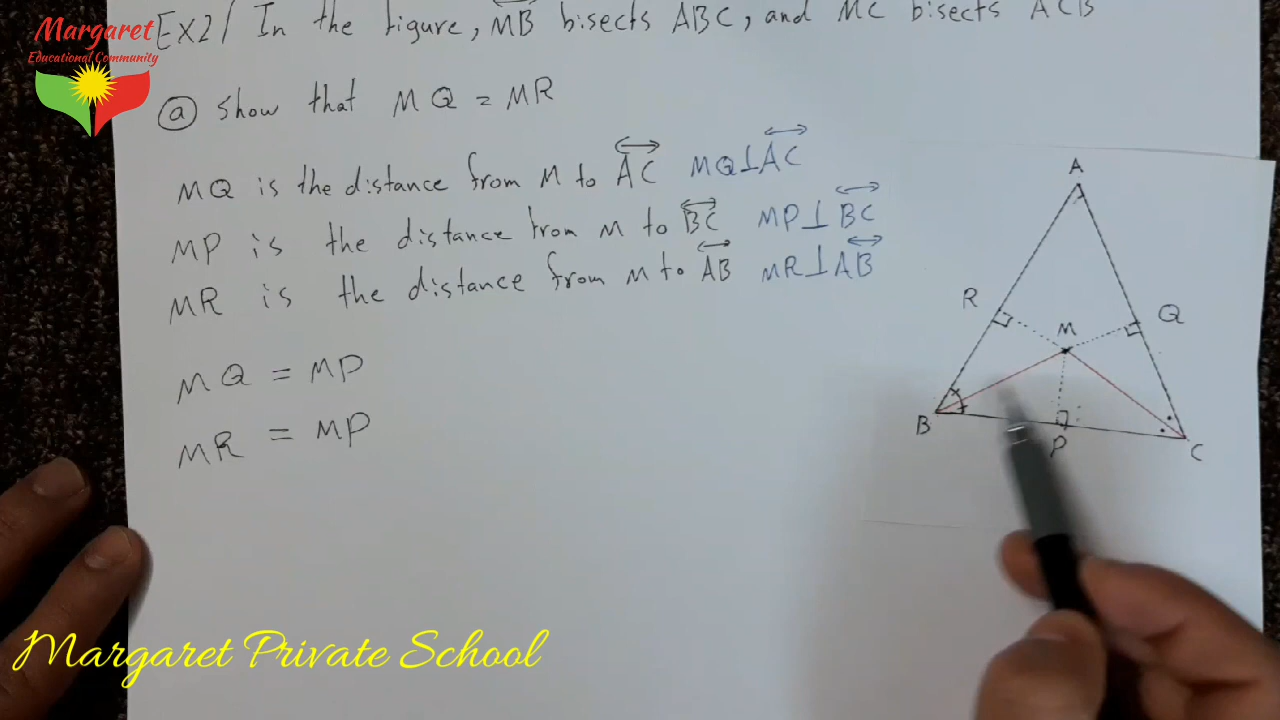 Margaret
Educational Community
Ex2/ In the figure, MB bisects ABC, and MC bisects ACB
ⓐ show that MQ = MR
MQ is the distance from M to AC MQ⊥AC
MP is the distance from M to BC MP⊥BC
MR is the distance from M to AB MR⊥AB
MQ = MP
MR = MP
A
R
M
Q
B
P
C
Margaret Private School